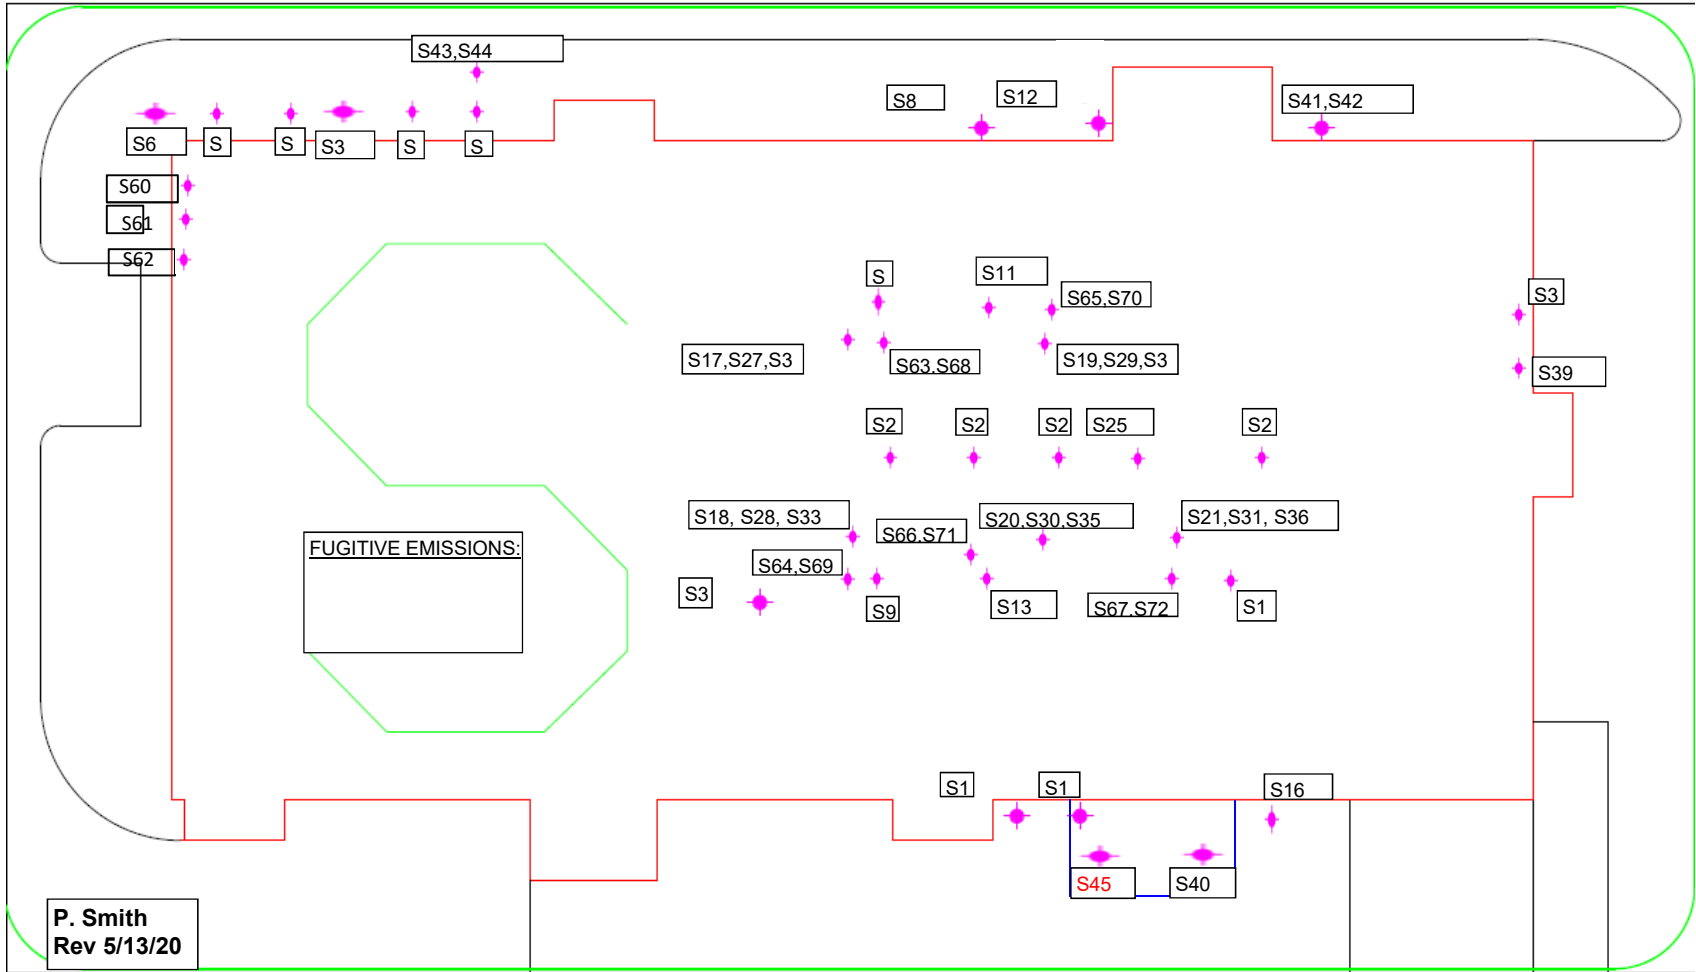 S43,S44
S8
S12
S41,S42
S6
S
S
S3
S
S
S60
S61
S62
S
S11
S65,S70
S3
S17,S27,S3
S63,S68
S19,S29,S3
S39
S2
S2
S2
S25
S2
S18, S28, S33
S66,S71
S20,S30,S35
S21,S31, S36
FUGITIVE EMISSIONS:
S64,S69
S3
S9
S13
S67,S72
S1
S1
S1
S16
S45
S40
P. Smith
Rev 5/13/20